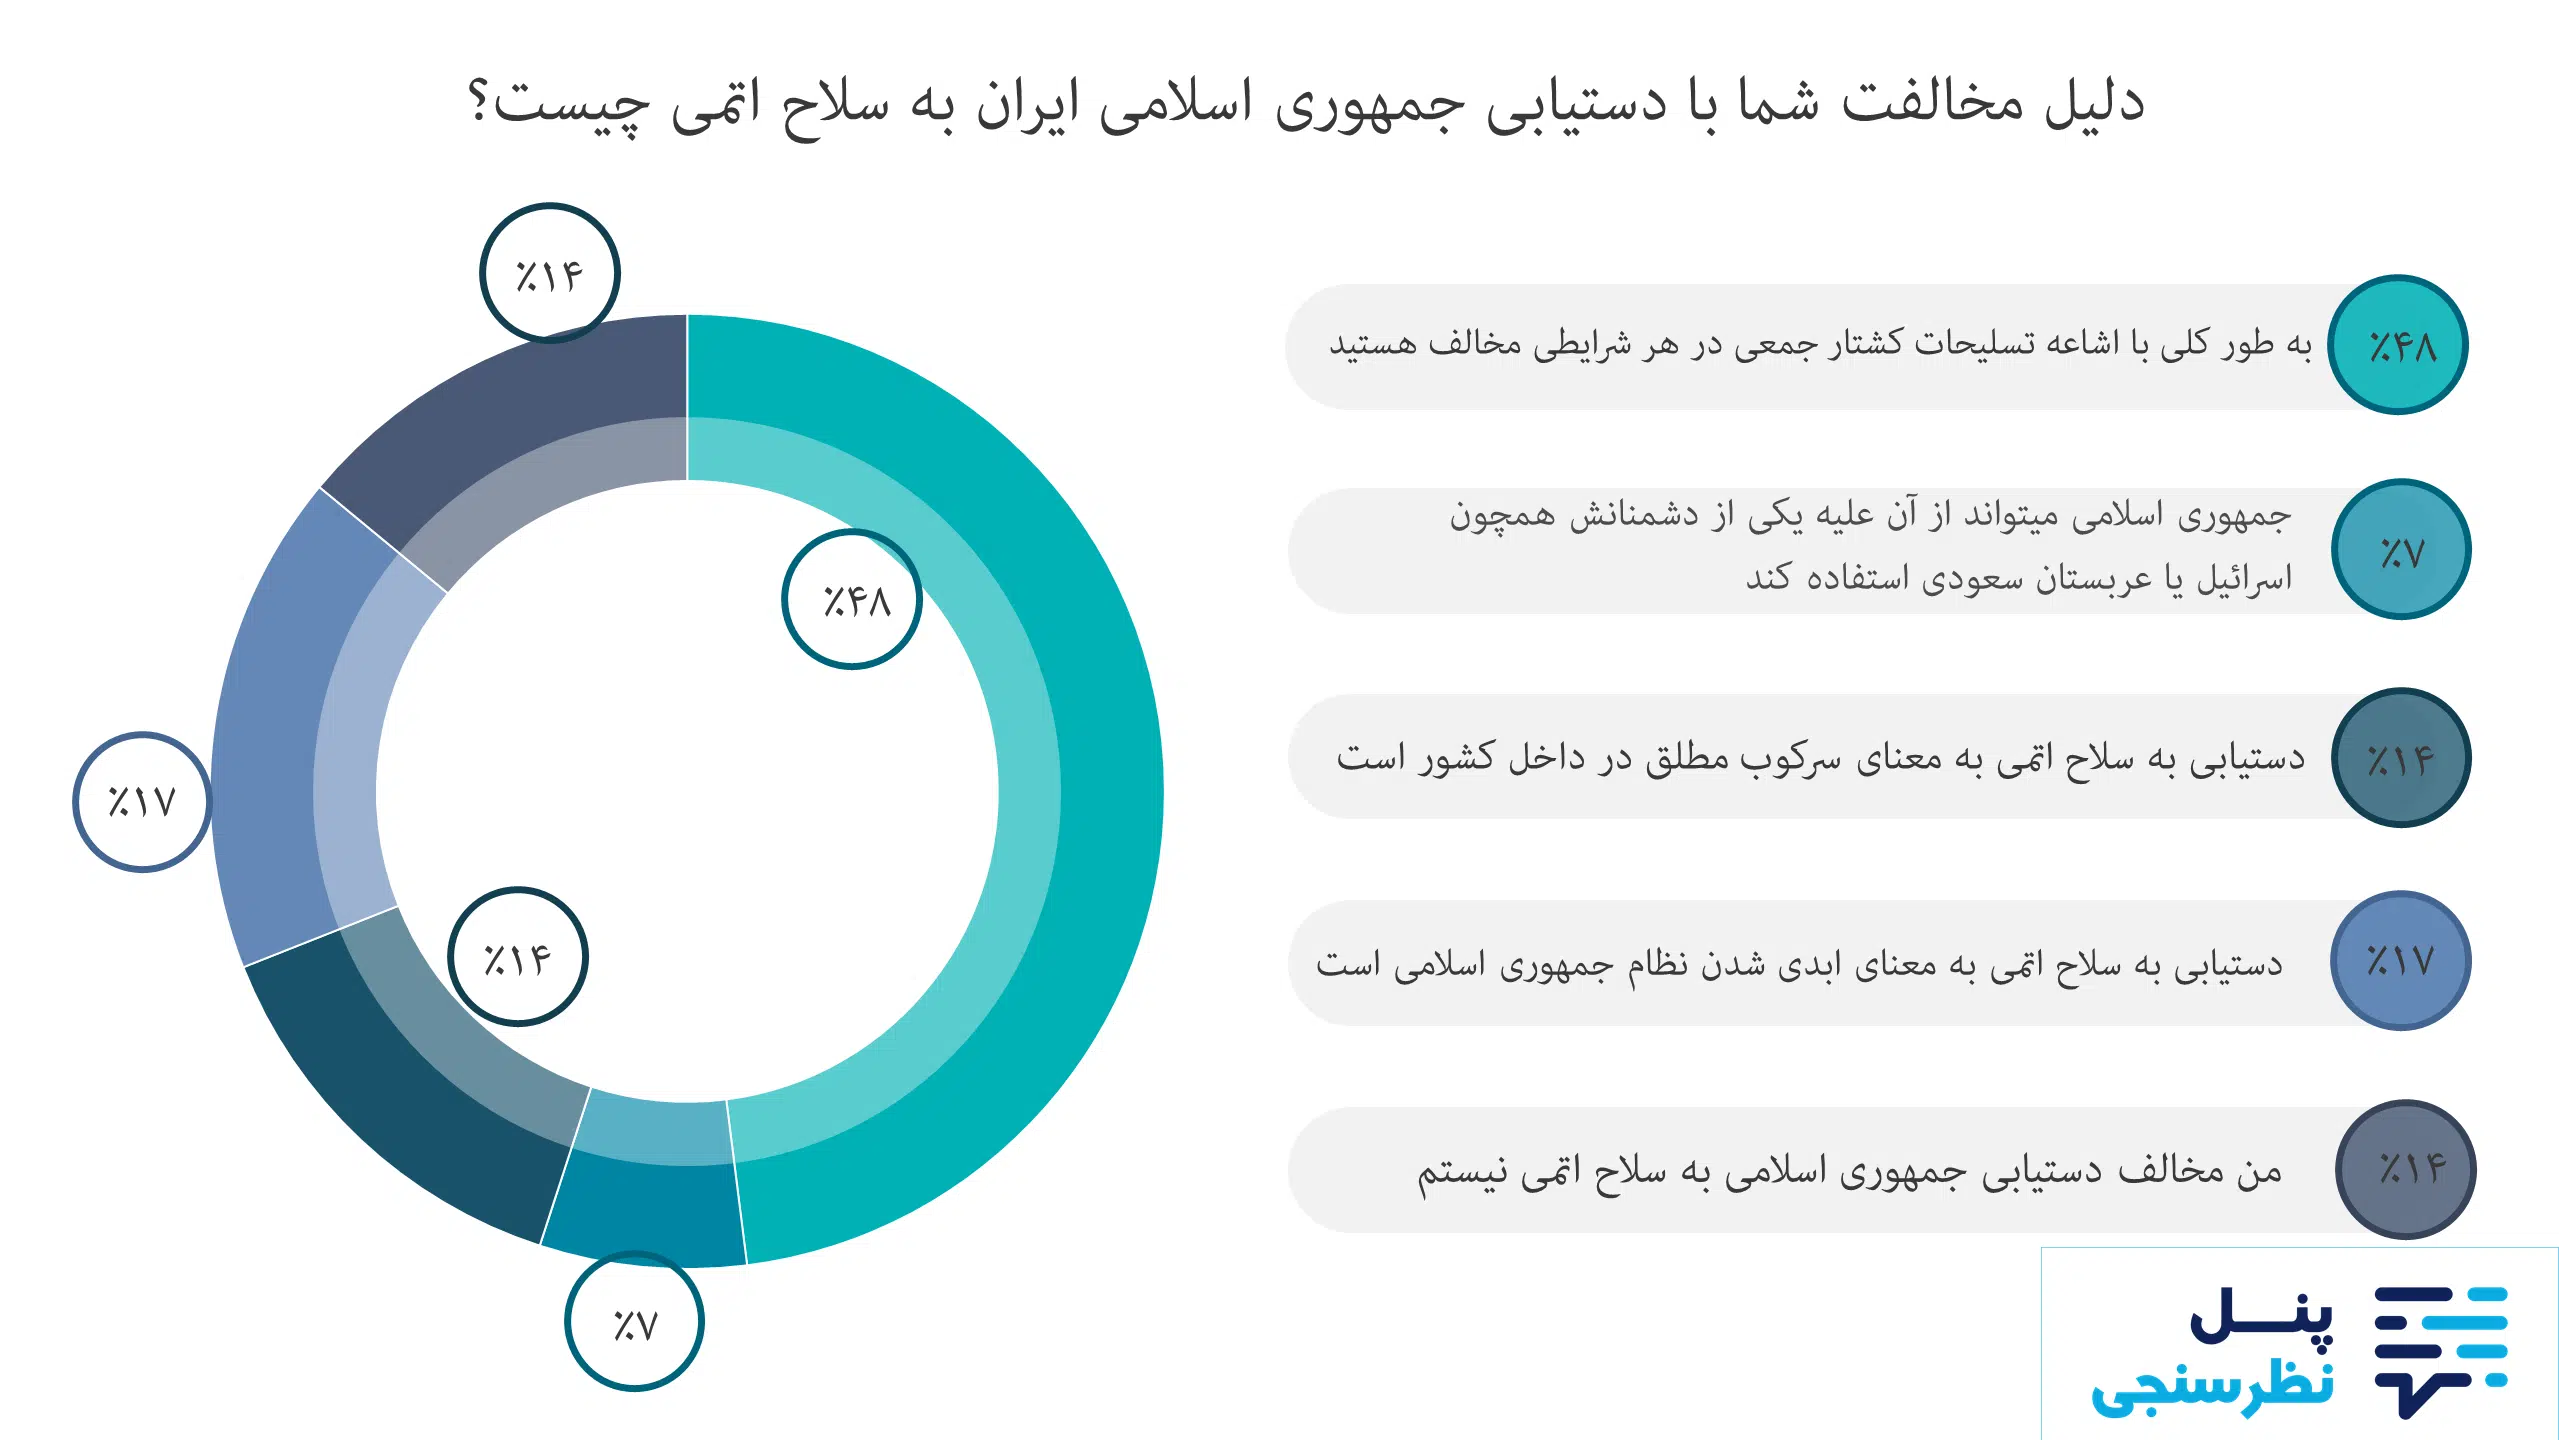 دلیل مخالفت شما با دستیابی جمهوری اسلامی ایران به سلاح اتمی چیست؟
٪۱۴
٪۴۸
٪۱۷
٪۱۴
٪۷
٪۴۸
به طور کلی با اشاعه تسلیحات کشتار جمعی در هر شرایطی مخالف هستید
٪۷
جمهوری اسلامی میتواند از آن علیه یکی از دشمنانش همچون
اسرائیل یا عربستان سعودی استفاده کند
٪۱۴
دستیابی به سلاح اتمی به معنای سرکوب مطلق در داخل کشور است
٪۱۷
دستیابی به سلاح اتمی به معنای ابدی شدن نظام جمهوری اسلامی است
٪۱۴
من مخالف دستیابی جمهوری اسلامی به سلاح اتمی نیستم
پنل
نظرسنجی